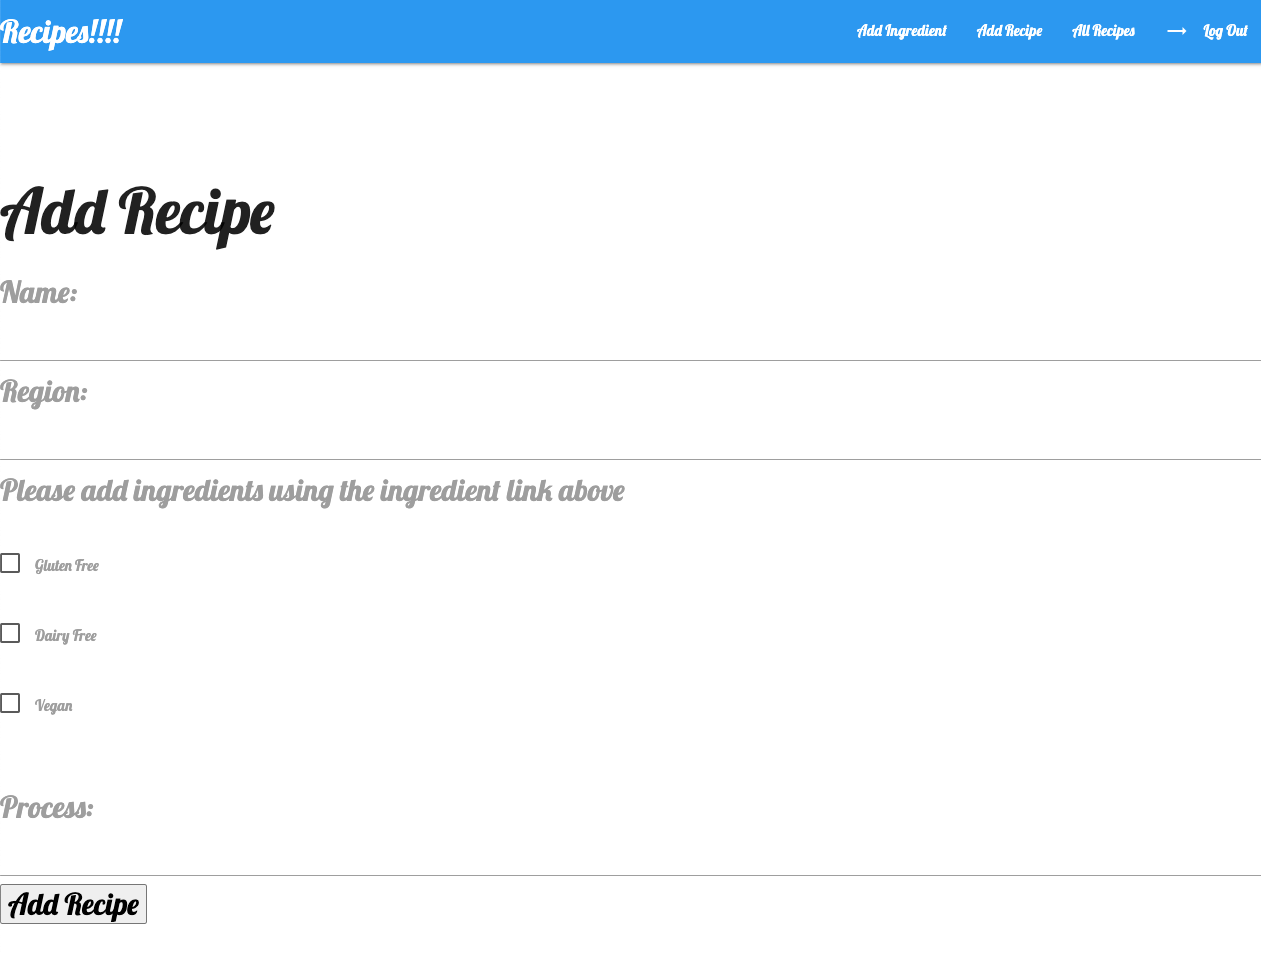 Recipes!!!!
Add Ingredient Add Recipe All Recipes → Log Out
Add Recipe
Name:
Region:
Please add ingredients using the ingredient link above
Gluten Free
Dairy Free
Vegan
Process:
Add Recipe